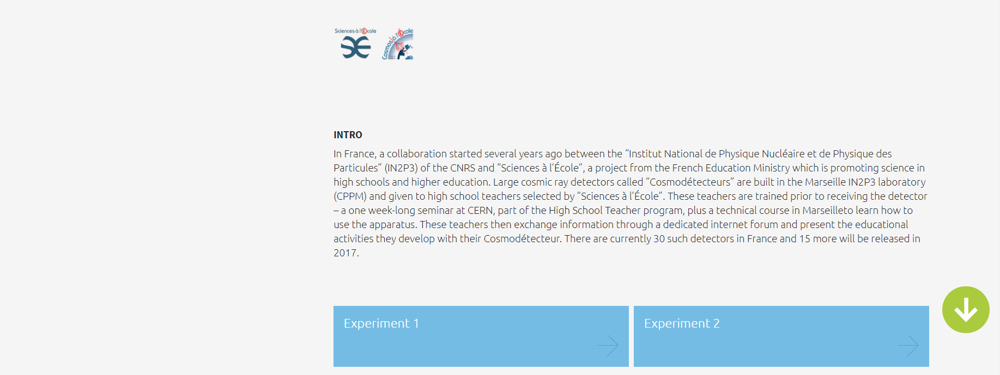 Sciences à l'École
Cosmos à l'École
INTRO
In France, a collaboration started several years ago between the “Institut National de Physique Nucléaire et de Physique des
Particules” (IN2P3) of the CNRS and “Sciences à l’École”, a project from the French Education Ministry which is promoting science in
high schools and higher education. Large cosmic ray detectors called “Cosmodétecteurs” are built in the Marseille IN2P3 laboratory
(CPPM) and given to high school teachers selected by “Sciences à l’École”. These teachers are trained prior to receiving the detector
– a one week-long seminar at CERN, part of the High School Teacher program, plus a technical course in Marseilleto learn how to
use the apparatus. These teachers then exchange information through a dedicated internet forum and present the educational
activities they develop with their Cosmodétecteur. There are currently 30 such detectors in France and 15 more will be released in
2017.
Experiment 1
Experiment 2